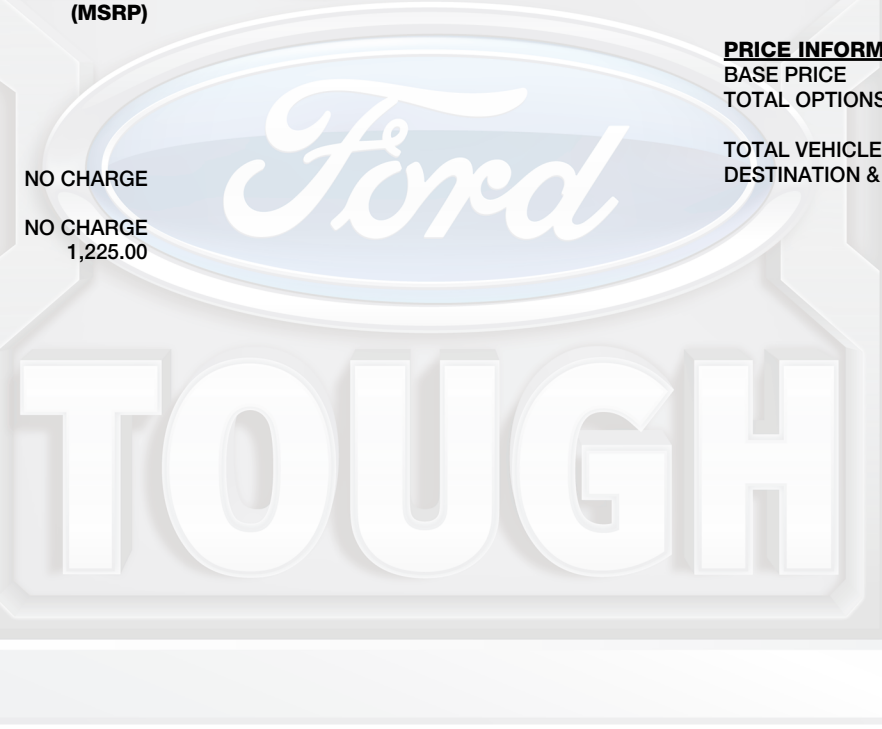 (MSRP)
NO CHARGE
NO CHARGE
1,225.00
PRICE INFORM
BASE PRICE
TOTAL OPTIONS
TOTAL VEHICLE
DESTINATION &
Ford
TOUGH